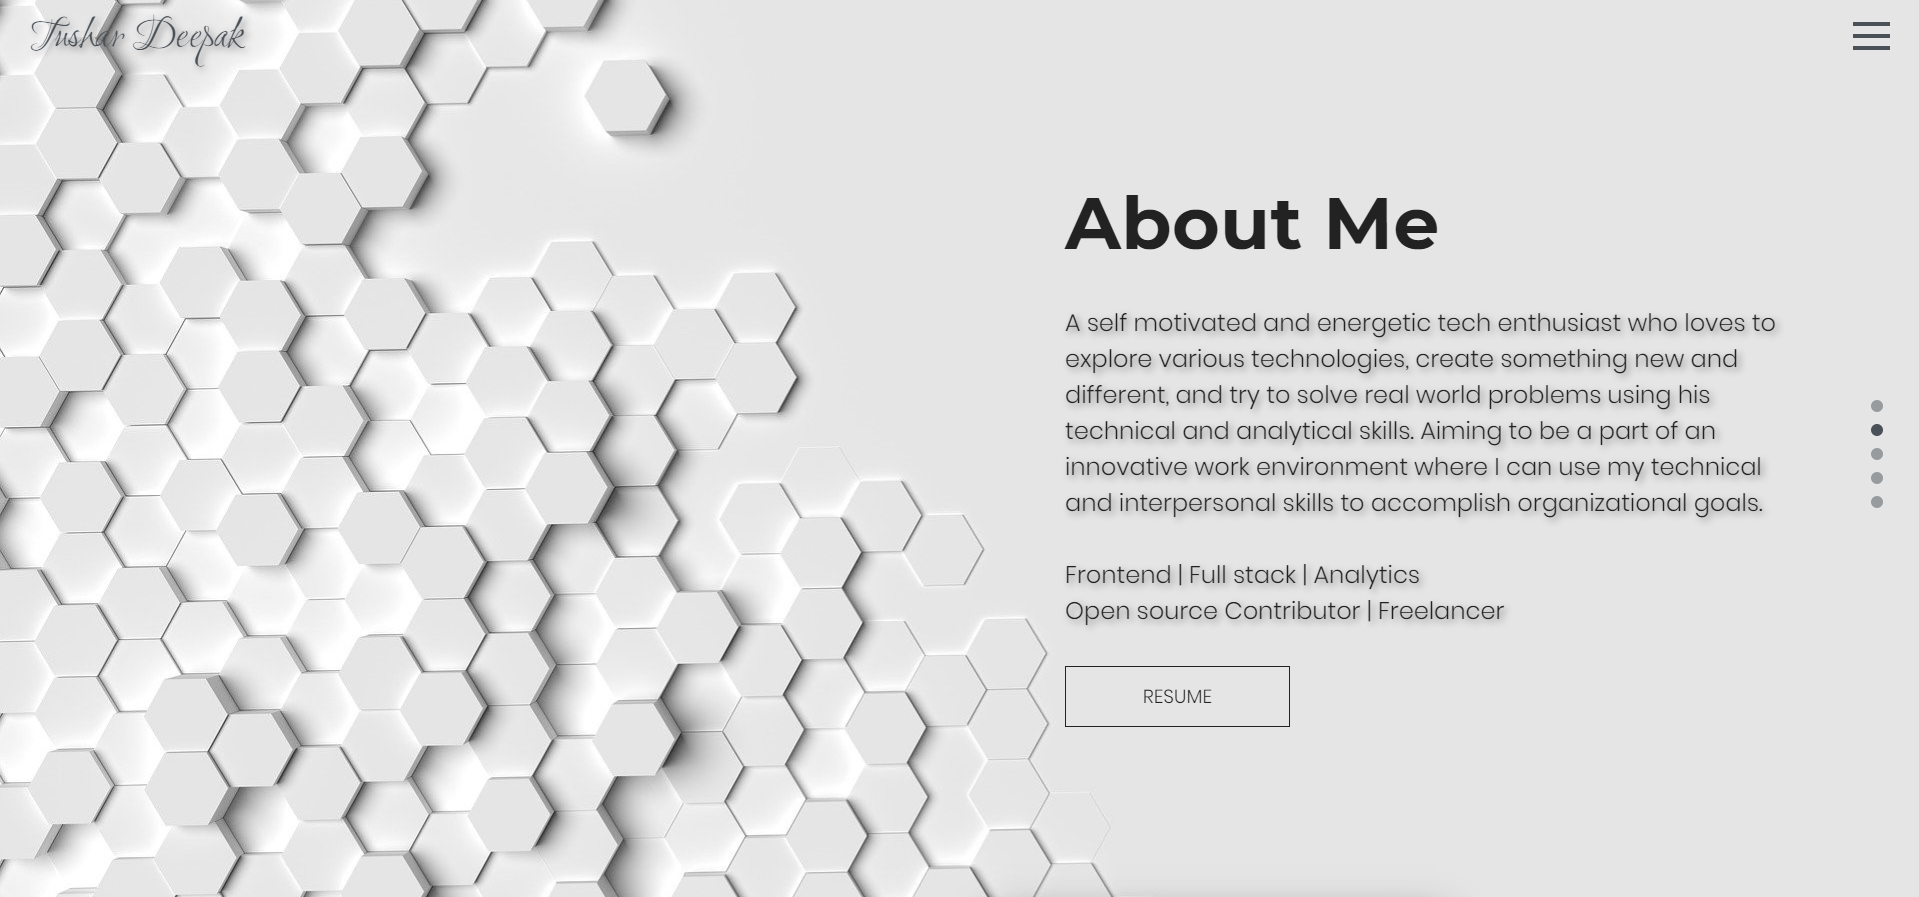 Tushar Deepak
About Me
A self motivated and energetic tech enthusiast who loves to
explore various technologies, create something new and
different, and try to solve real world problems using his
technical and analytical skills. Aiming to be a part of an
innovative work environment where I can use my technical
and interpersonal skills to accomplish organizational goals.
Frontend | Full stack | Analytics
Open source Contributor | Freelancer
RESUME